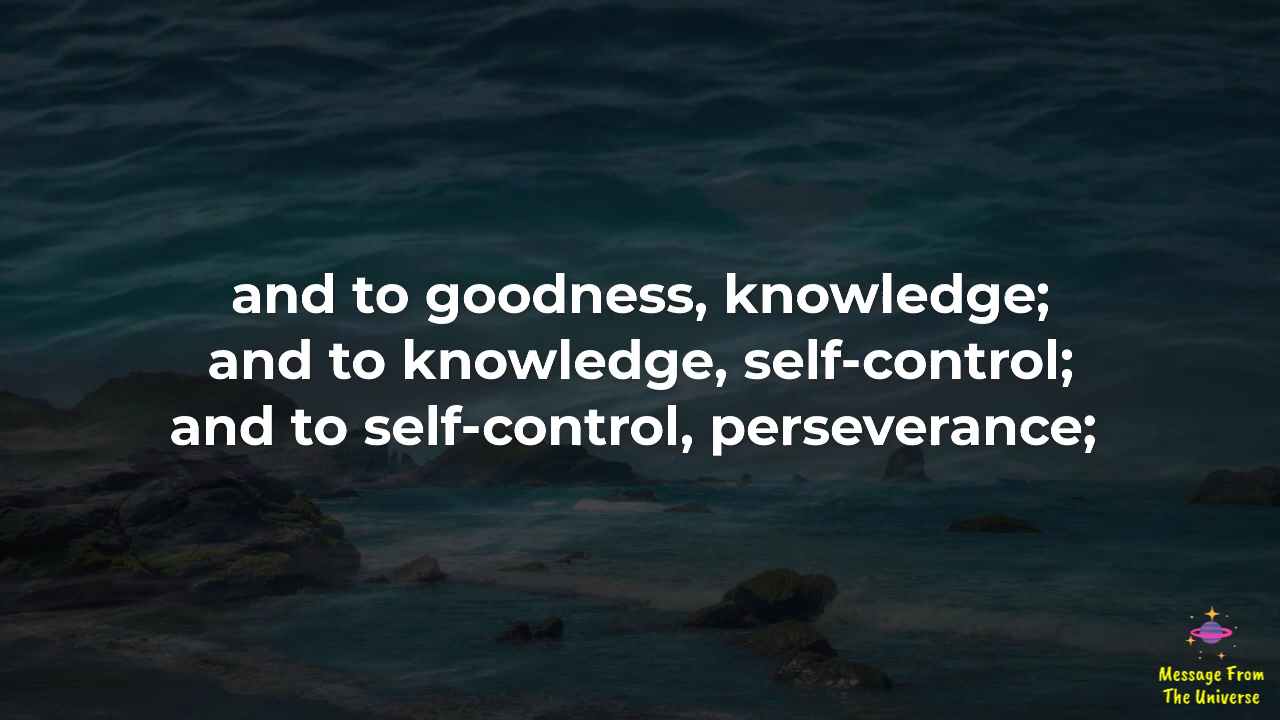 and to goodness, knowledge;
and to knowledge, self-control;
and to self-control, perseverance;
Message From
The Universe